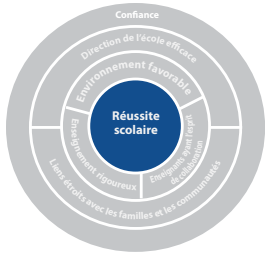 Confiance
Direction de l'école efficace
Environnement favorable
Réussite
scolaire
Enseignement rigoureux
Enseignants ayant l'esprit
de collaboration
Liens étroits avec les familles et les communautés